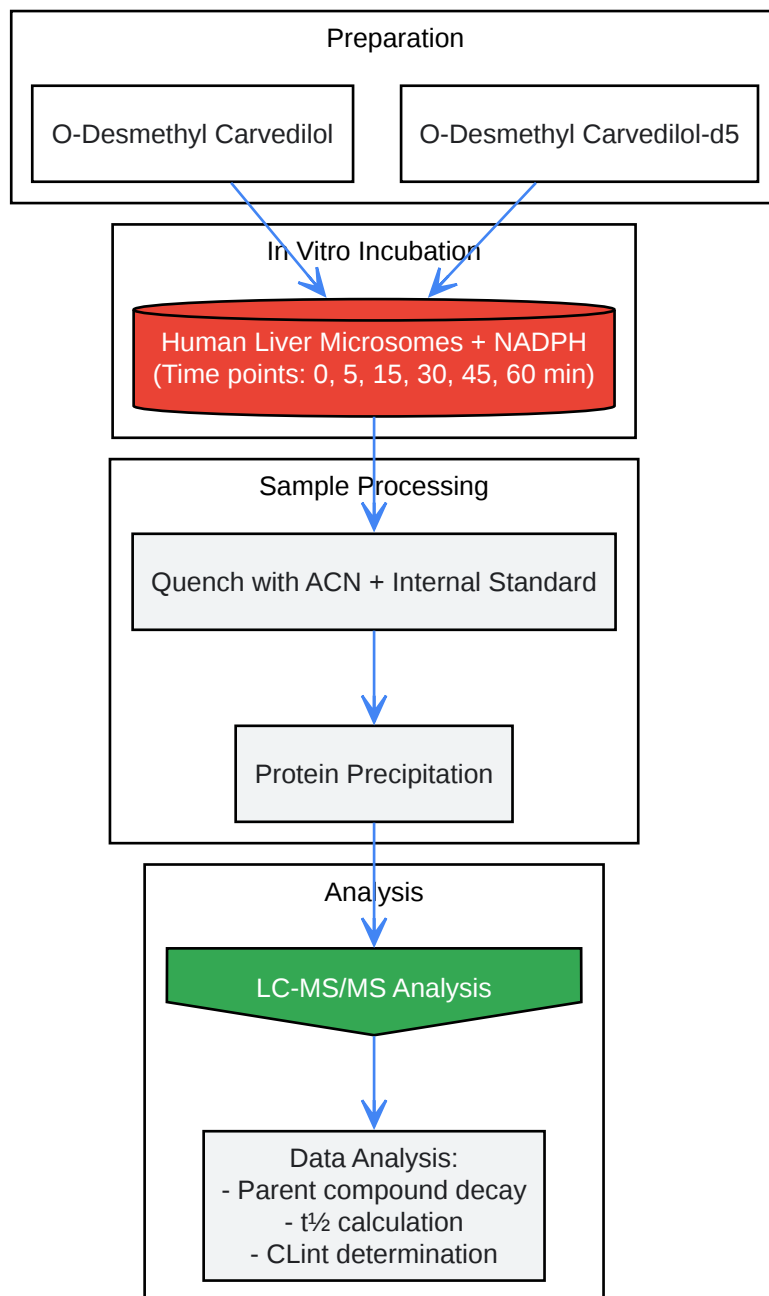 Preparation
O-Desmethyl Carvedilol
O-Desmethyl Carvedilol-d5
In Vitro Incubation
Human Liver Microsomes + NADPH
(Time points: 0, 5, 15, 30, 45, 60 min)
Sample Processing
Quench with ACN + Internal Standard
Protein Precipitation
Analysis
LC-MS/MS Analysis
Data Analysis:
- Parent compound decay
- t½ calculation
- CLint determination